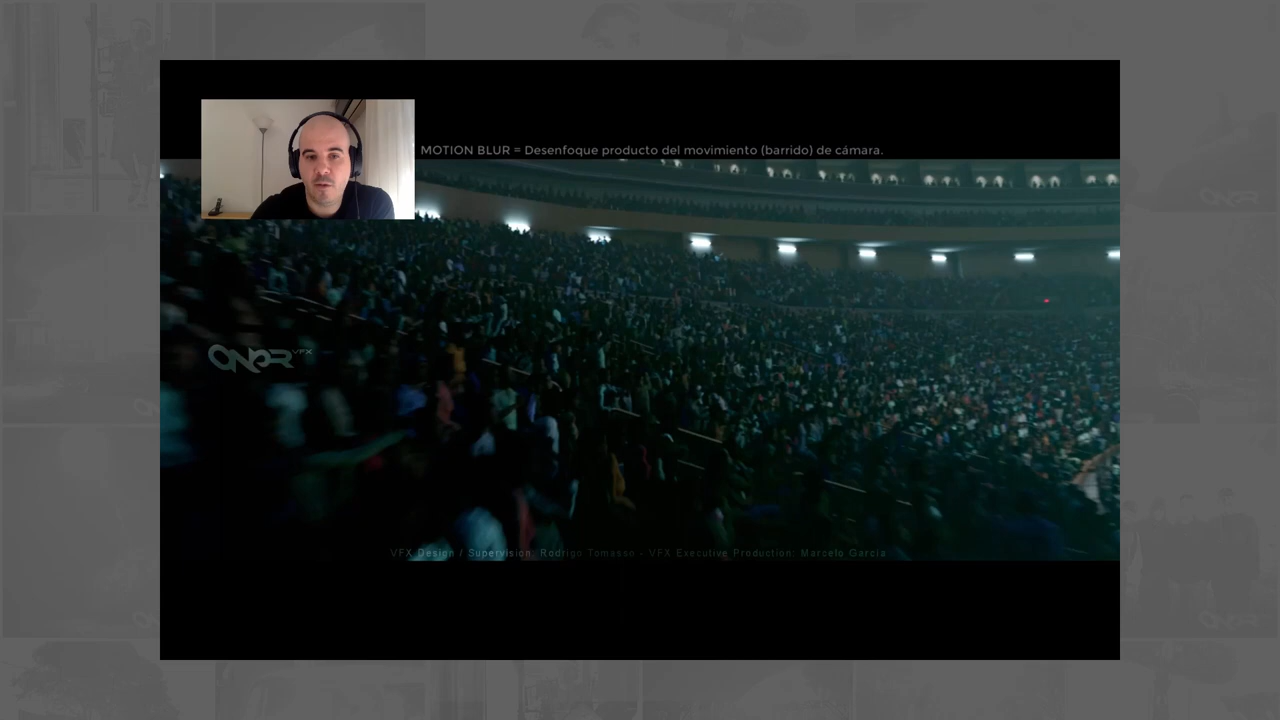 MOTION BLUR = Desenfoque producto del movimiento (barrido) de cámara.
ONOR VFX
VFX Design / Supervision: Rodrigo Tomasso - VFX Executive Production: Marcelo García